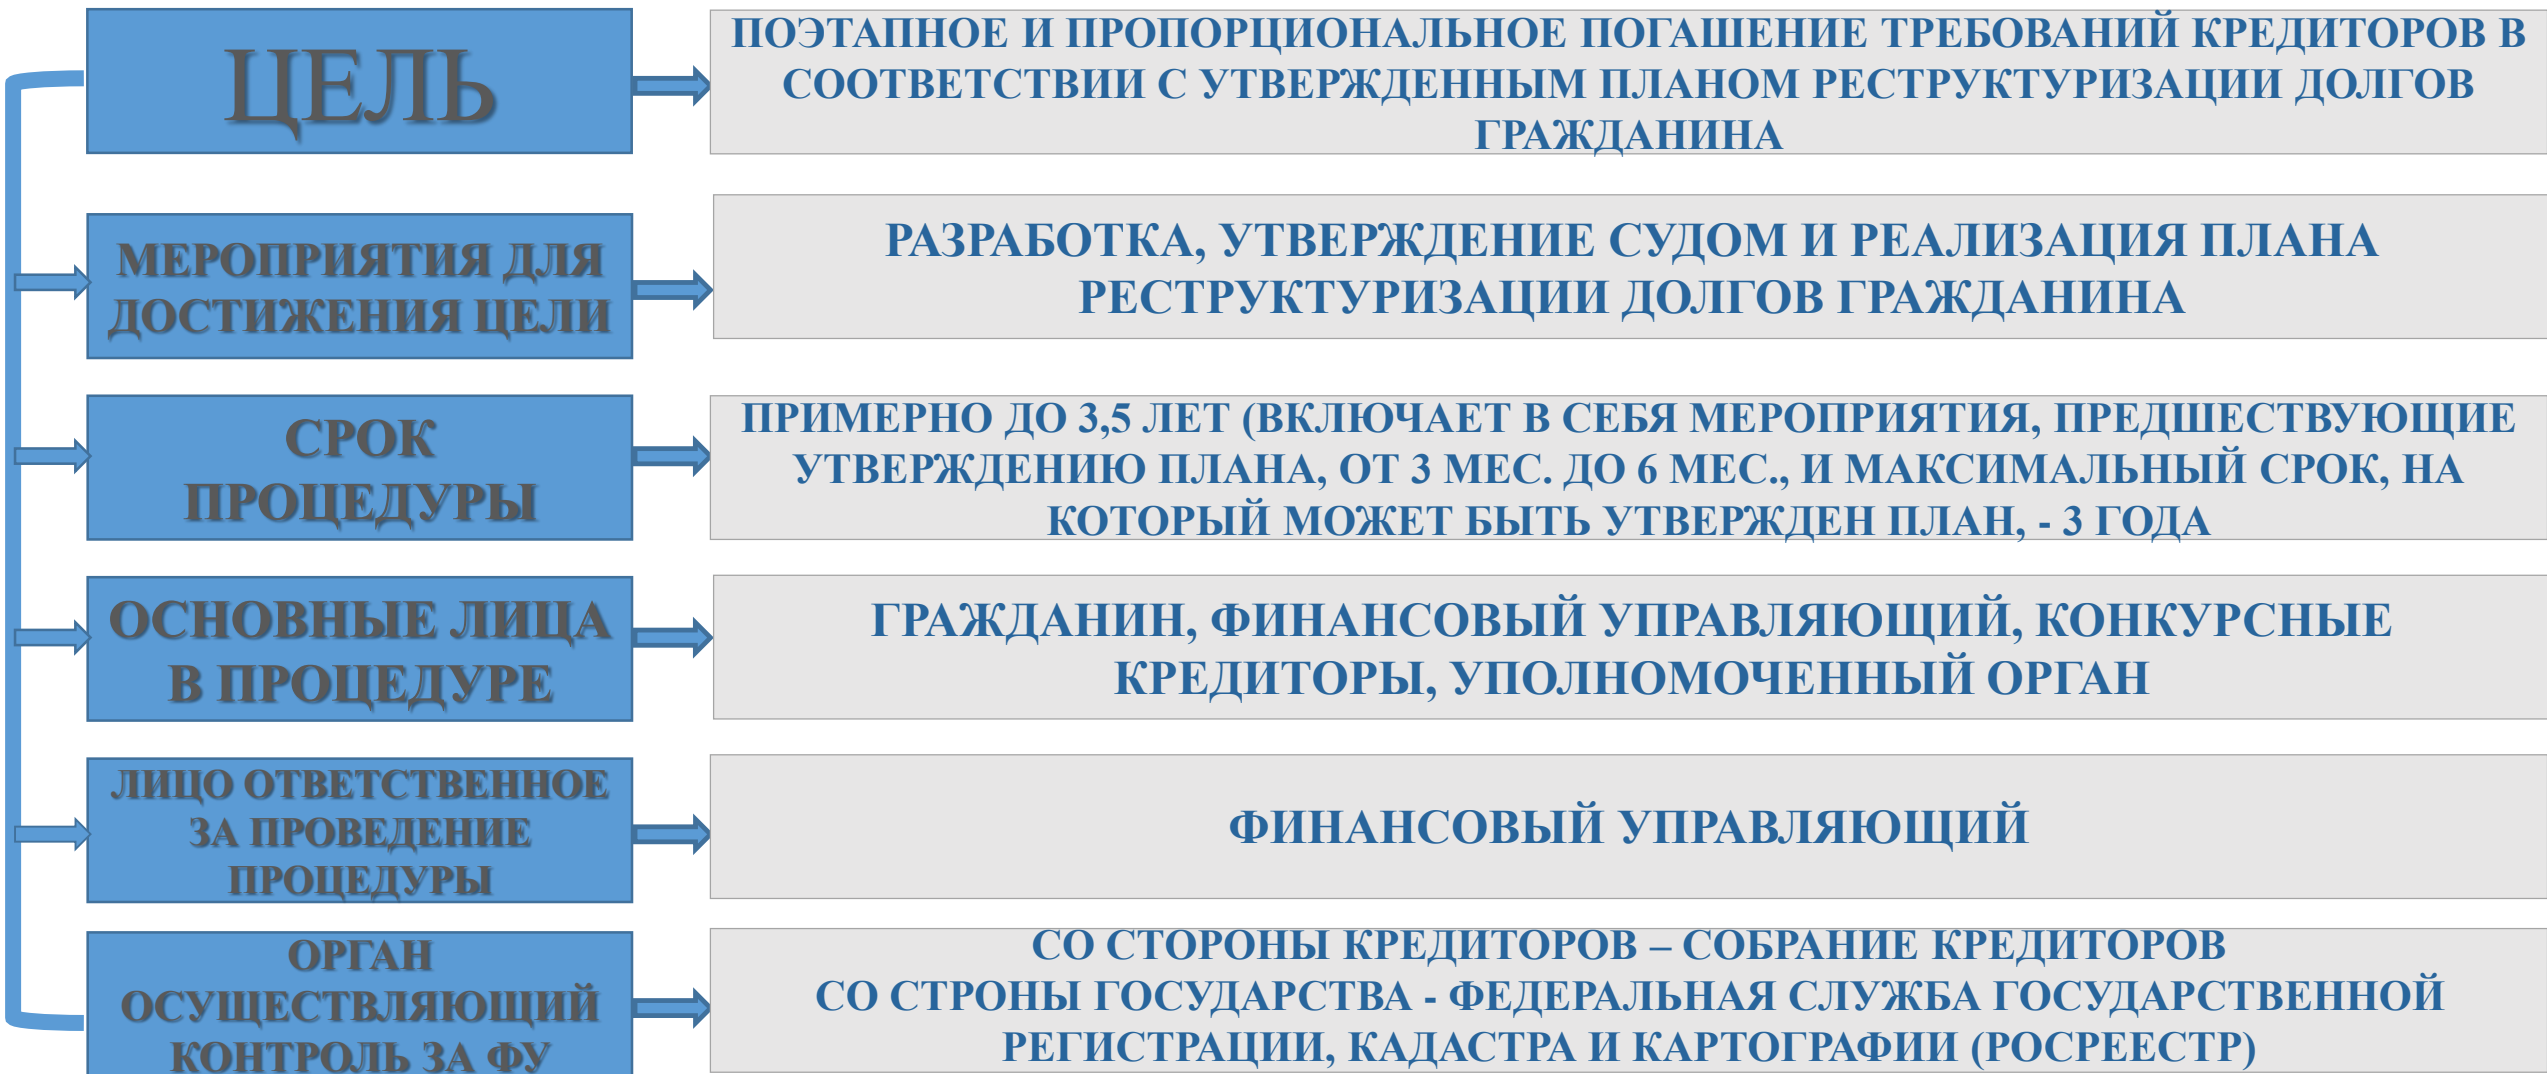 ЦЕЛЬ
ПОЭТАПНОЕ И ПРОПОРЦИОНАЛЬНОЕ ПОГАШЕНИЕ ТРЕБОВАНИЙ КРЕДИТОРОВ В
СООТВЕТСТВИИ С УТВЕРЖДЕННЫМ ПЛАНОМ РЕСТРУКТУРИЗАЦИИ ДОЛГОВ
ГРАЖДАНИНА
МЕРОПРИЯТИЯ ДЛЯ
ДОСТИЖЕНИЯ ЦЕЛИ
РАЗРАБОТКА, УТВЕРЖДЕНИЕ СУДОМ И РЕАЛИЗАЦИЯ ПЛАНА
РЕСТРУКТУРИЗАЦИИ ДОЛГОВ ГРАЖДАНИНА
СРОК
ПРОЦЕДУРЫ
ПРИМЕРНО ДО 3,5 ЛЕТ (ВКЛЮЧАЕТ В СЕБЯ МЕРОПРИЯТИЯ, ПРЕДШЕСТВУЮЩИЕ
УТВЕРЖДЕНИЮ ПЛАНА, ОТ 3 МЕС. ДО 6 МЕС., И МАКСИМАЛЬНЫЙ СРОК, НА
КОТОРЫЙ МОЖЕТ БЫТЬ УТВЕРЖДЕН ПЛАН, - 3 ГОДА
ОСНОВНЫЕ ЛИЦА
В ПРОЦЕДУРЕ
ГРАЖДАНИН, ФИНАНСОВЫЙ УПРАВЛЯЮЩИЙ, КОНКУРСНЫЕ
КРЕДИТОРЫ, УПОЛНОМОЧЕННЫЙ ОРГАН
ЛИЦО ОТВЕТСТВЕННОЕ
ЗА ПРОВЕДЕНИЕ
ПРОЦЕДУРЫ
ФИНАНСОВЫЙ УПРАВЛЯЮЩИЙ
ОРГАН
ОСУЩЕСТВЛЯЮЩИЙ
КОНТРОЛЬ ЗА ФУ
СО СТОРОНЫ КРЕДИТОРОВ – СОБРАНИЕ КРЕДИТОРОВ
СО СТРОНЫ ГОСУДАРСТВА - ФЕДЕРАЛЬНАЯ СЛУЖБА ГОСУДАРСТВЕННОЙ
РЕГИСТРАЦИИ, КАДАСТРА И КАРТОГРАФИИ (РОСРЕЕСТР)